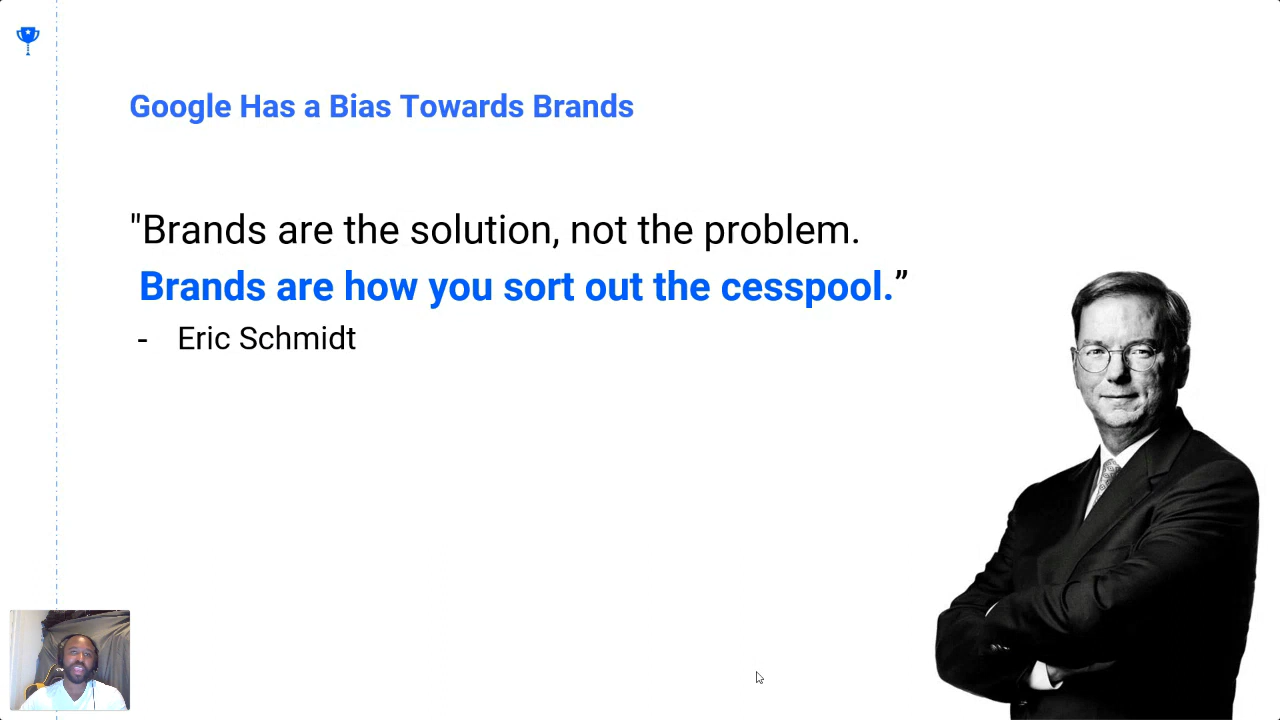 Google Has a Bias Towards Brands
"Brands are the solution, not the problem.
Brands are how you sort out the cesspool.”
- Eric Schmidt